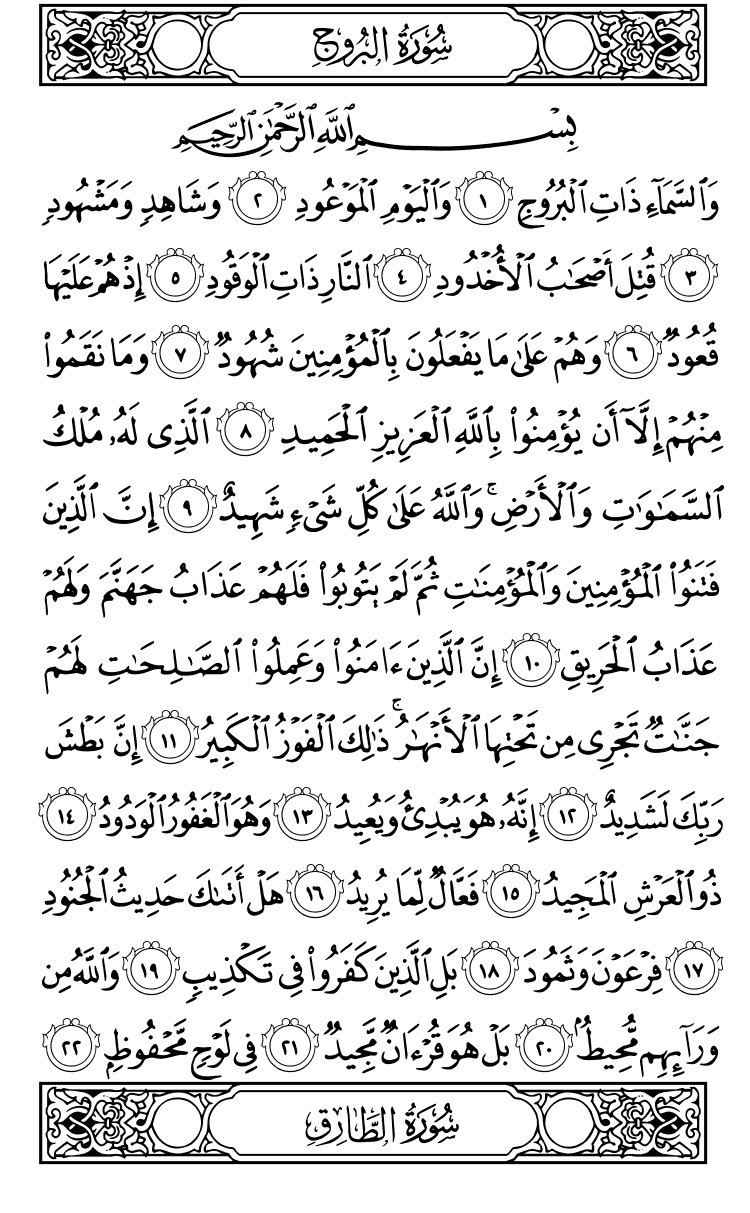 سُورَةُ البُرُوجِ
بِسْمِ ٱللَّهِ ٱلرَّحْمَٰنِ ٱلرَّحِيمِ
وَٱلسَّمَآءِ ذَاتِ ٱلْبُرُوجِ ١ وَٱلْيَوْمِ ٱلْمَوْعُودِ ٢ وَشَاهِدٍ وَمَشْهُودٍ
٣ قُتِلَ أَصْحَٰبُ ٱلْأُخْدُودِ ٤ ٱلنَّارِ ذَاتِ ٱلْوَقُودِ ٥ إِذْ هُمْ عَلَيْهَا
قُعُودٌ ٦ وَهُمْ عَلَىٰ مَا يَفْعَلُونَ بِٱلْمُؤْمِنِينَ شُهُودٌ ٧ وَمَا نَقَمُوا۟
مِنْهُمْ إِلَّآ أَن يُؤْمِنُوا۟ بِٱللَّهِ ٱلْعَزِيزِ ٱلْحَمِيدِ ٨ ٱلَّذِى لَهُۥ مُلْكُ
ٱلسَّمَٰوَٰتِ وَٱلْأَرْضِ ۚ وَٱللَّهُ عَلَىٰ كُلِّ شَىْءٍ شَهِيدٌ ٩ إِنَّ ٱلَّذِينَ
فَتَنُوا۟ ٱلْمُؤْمِنِينَ وَٱلْمُؤْمِنَٰتِ ثُمَّ لَمْ يَتُوبُوا۟ فَلَهُمْ عَذَابُ جَهَنَّمَ وَلَهُمْ
عَذَابُ ٱلْحَرِيقِ ١٠ إِنَّ ٱلَّذِينَ ءَامَنُوا۟ وَعَمِلُوا۟ ٱلصَّٰلِحَٰتِ لَهُمْ
جَنَّٰتٌ تَجْرِى مِن تَحْتِهَا ٱلْأَنْهَٰرُ ۚ ذَٰلِكَ ٱلْفَوْزُ ٱلْكَبِيرُ ١١ إِنَّ بَطْشَ
رَبِّكَ لَشَدِيدٌ ١٢ إِنَّهُۥ هُوَ يُبْدِئُ وَيُعِيدُ ١٣ وَهُوَ ٱلْغَفُورُ ٱلْوَدُودُ ١٤
ذُو ٱلْعَرْشِ ٱلْمَجِيدُ ١٥ فَعَّالٌ لِّمَا يُرِيدُ ١٦ هَلْ أَتَىٰكَ حَدِيثُ ٱلْجُنُودِ
١٧ فِرْعَوْنَ وَثَمُودَ ١٨ بَلِ ٱلَّذِينَ كَفَرُوا۟ فِى تَكْذِيبٍ ١٩ وَٱللَّهُ مِن
وَرَآئِهِم مُّحِيطٌۢ ٢٠ بَلْ هُوَ قُرْءَانٌ مَّجِيدٌ ٢١ فِى لَوْحٍ مَّحْفُوظٍۭ ٢٢
سُورَةُ الطَّارِقِ